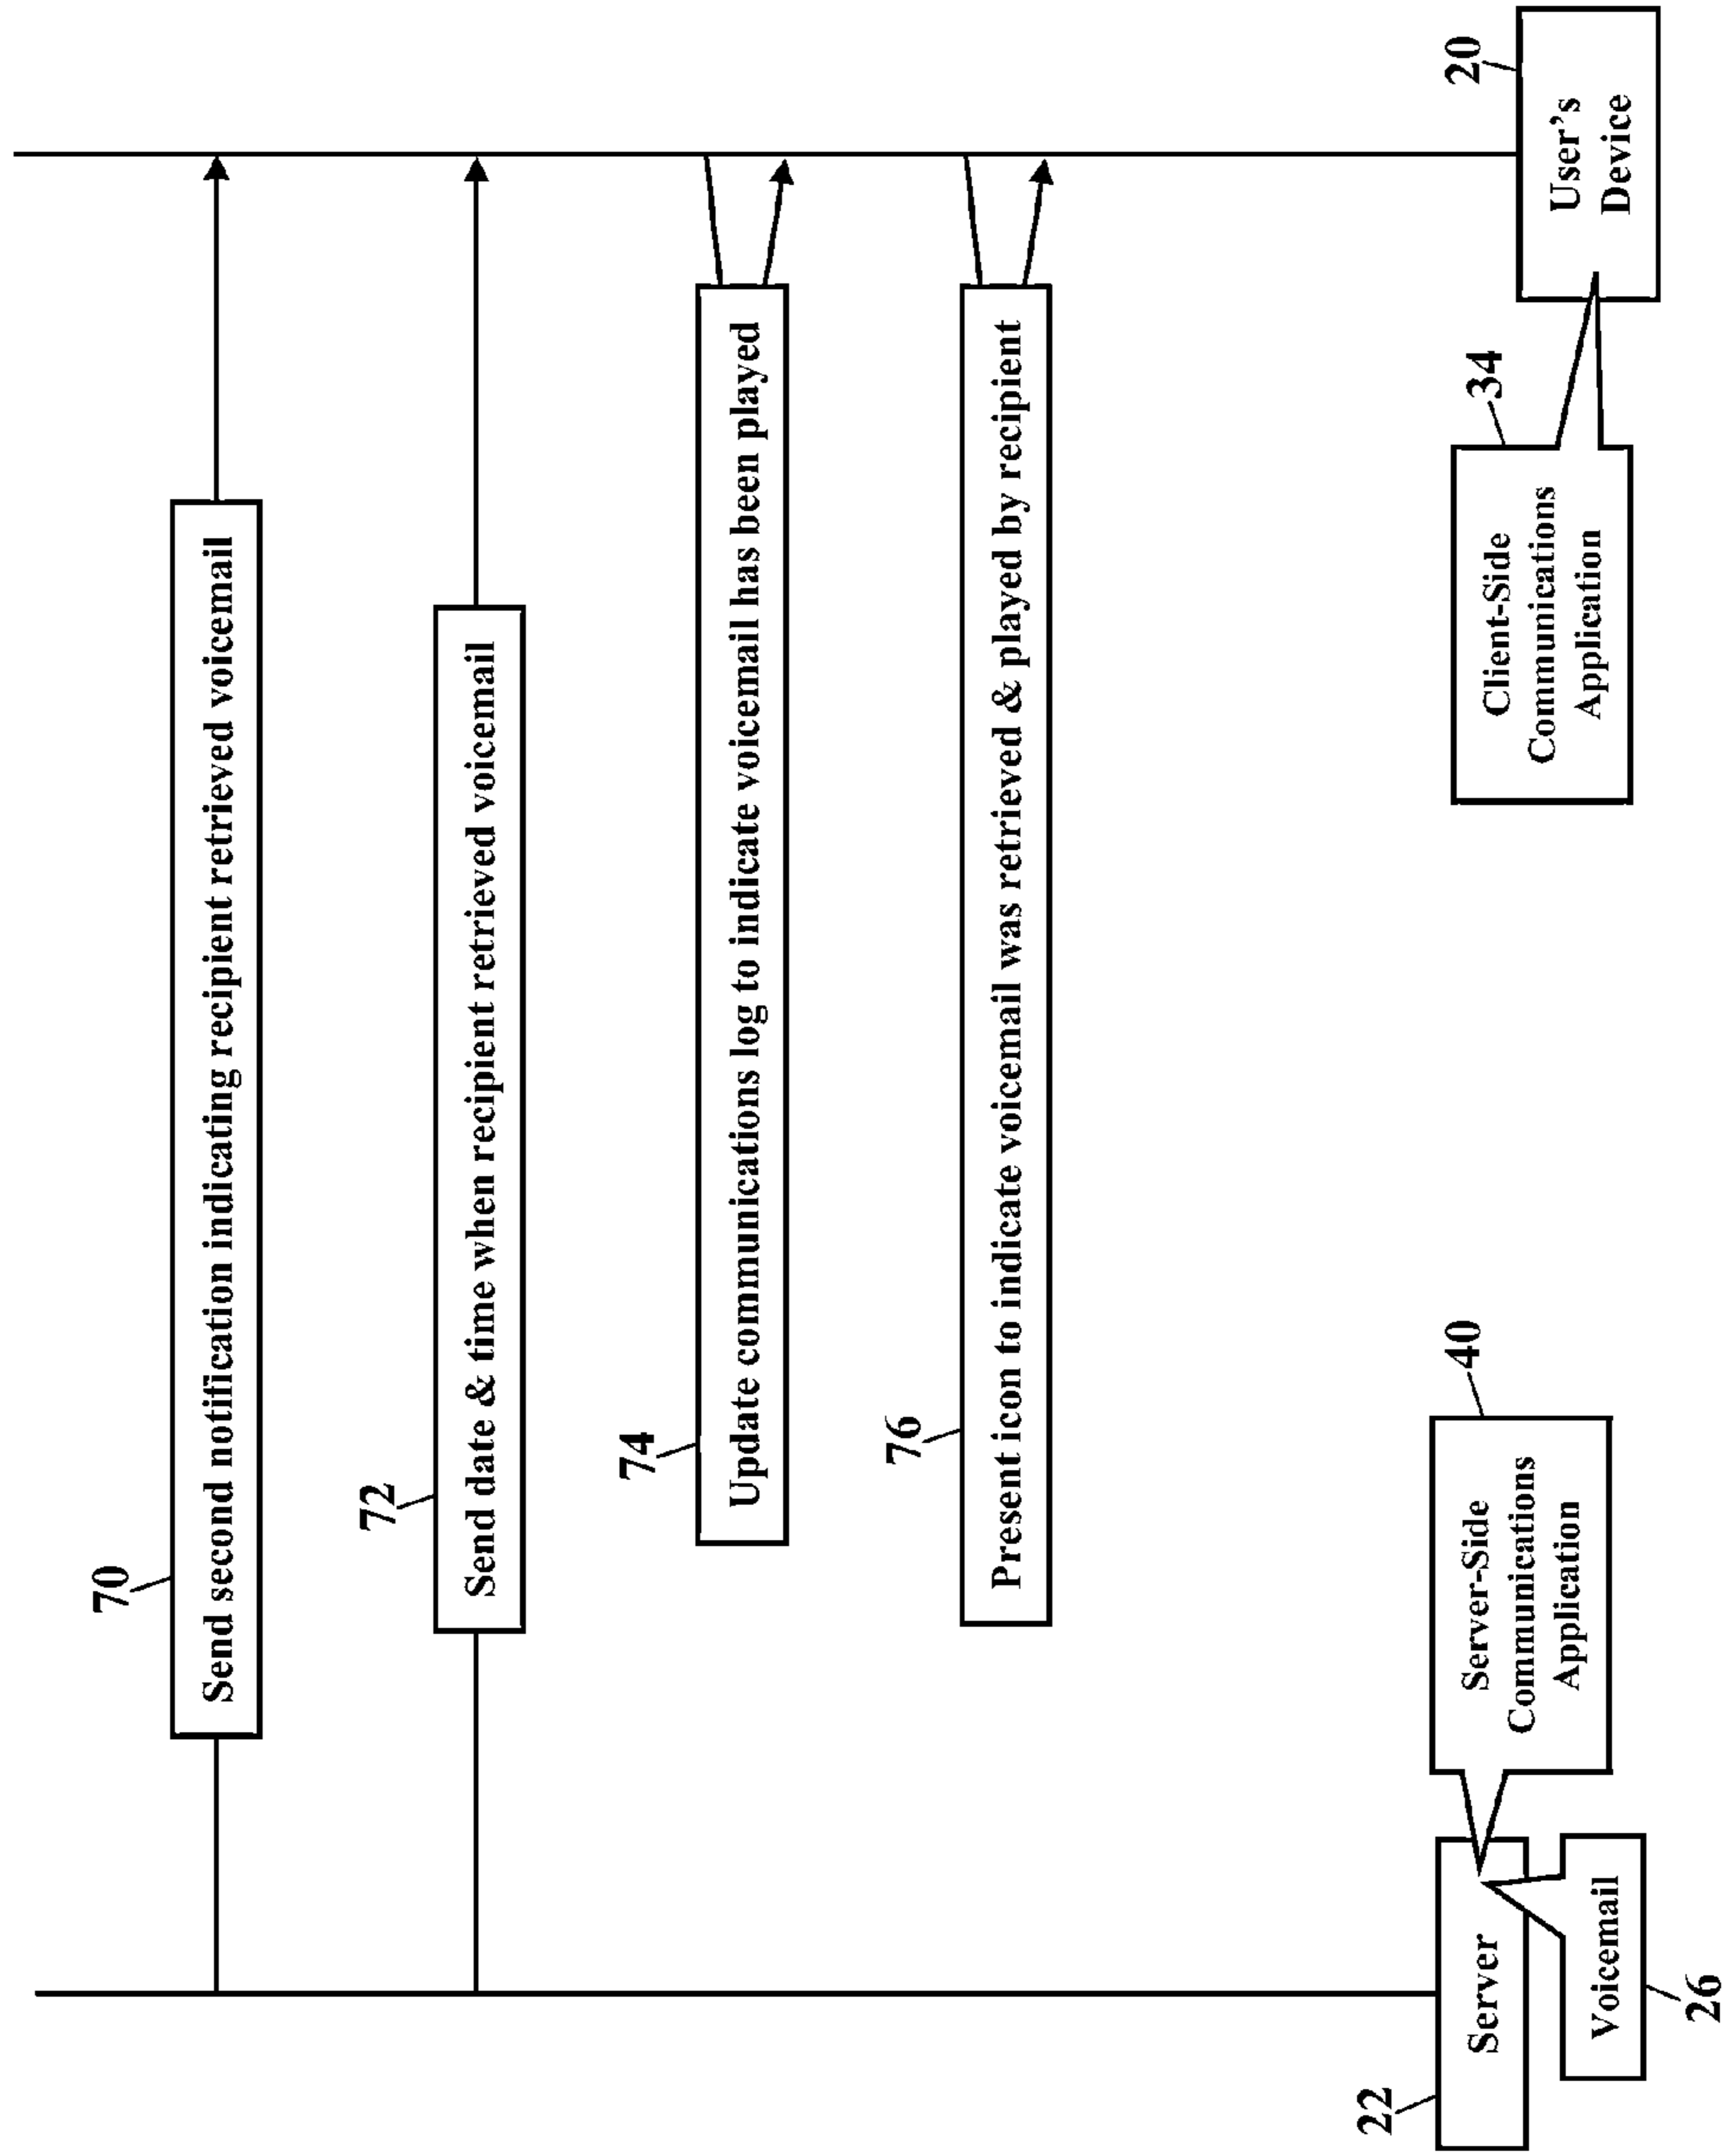 70
Send second notification indicating recipient retrieved voicemail
72
Send date & time when recipient retrieved voicemail
74
Update communications log to indicate voicemail has been played
76
Present icon to indicate voicemail was retrieved & played by recipient
22
Server
Voicemail
26
40
Server-Side
Communications
Application
34
Client-Side
Communications
Application
20
User's
Device